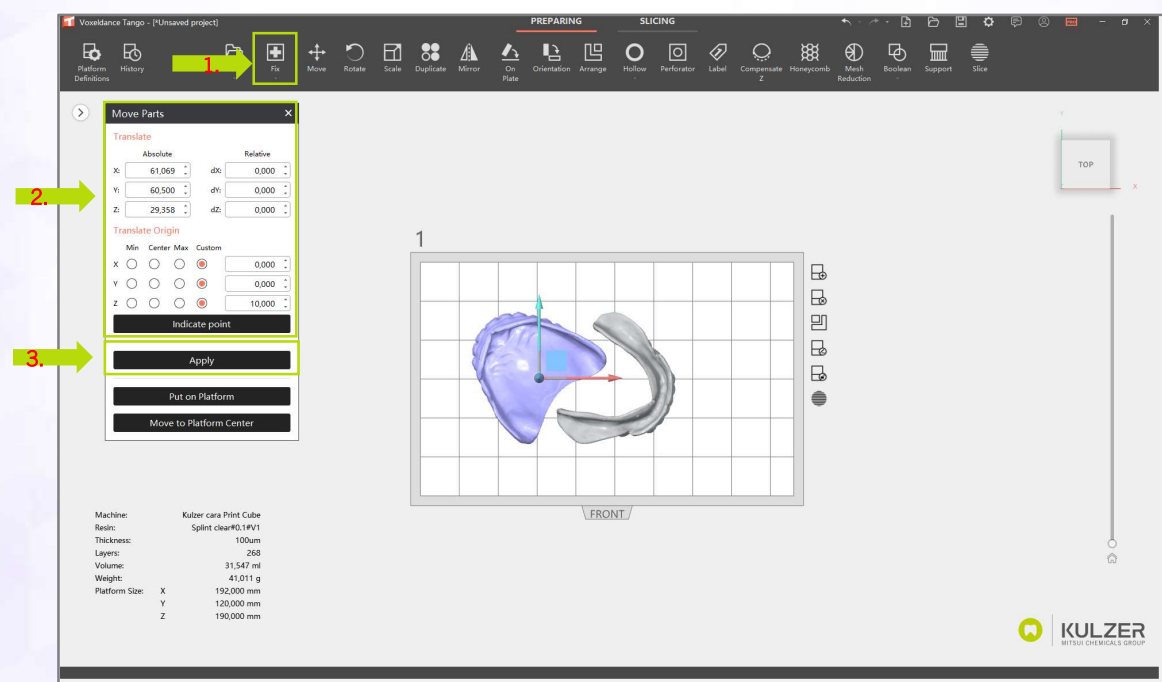 Voxeldance Tango - [*Unsaved project]
PREPARING
SLICING
Platform Definitions
History
1.
Fix
Move
Rotate
Scale
Duplicate
Mirror
On Plate
Orientation
Arrange
Hollow
Perforator
Label
Compensate Z
Honeycomb
Mesh Reduction
Boolean
Support
Slice
Move Parts
Translate
Absolute Relative
X: 61,069 dX: 0,000
2.
Y: 60,500 dY: 0,000
Z: 29,358 dZ: 0,000
Translate Origin
Min Center Max Custom
X 0,000
Y 0,000
Z 10,000
Indicate point
3.
Apply
Put on Platform
Move to Platform Center
1
FRONT
Y
TOP
X
Machine: Kulzer cara Print Cube
Resin: Splint clear#0.1#V1
Thickness: 100um
Layers: 268
Volume: 31,547 ml
Weight: 41,011 g
Platform Size: X 192,000 mm
Y 120,000 mm
Z 190,000 mm
KULZER
MITSUI CHEMICALS GROUP